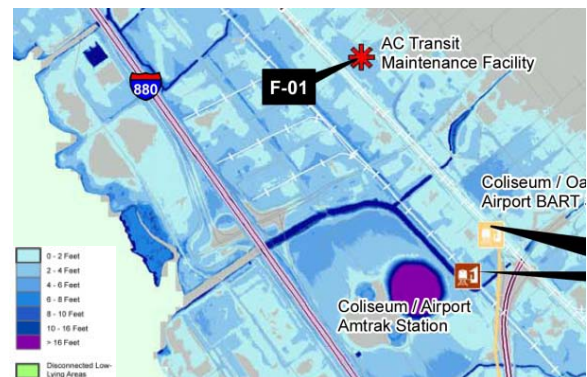 AC Transit
Maintenance Facility
F-01
880
Coliseum / Oa
Airport BART
Coliseum / Airport
Amtrak Station
0 - 2 Feet
2 - 4 Feet
4 - 6 Feet
6 - 8 Feet
8 - 10 Feet
10 - 16 Feet
> 16 Feet
Disconnected Low-
Lying Areas